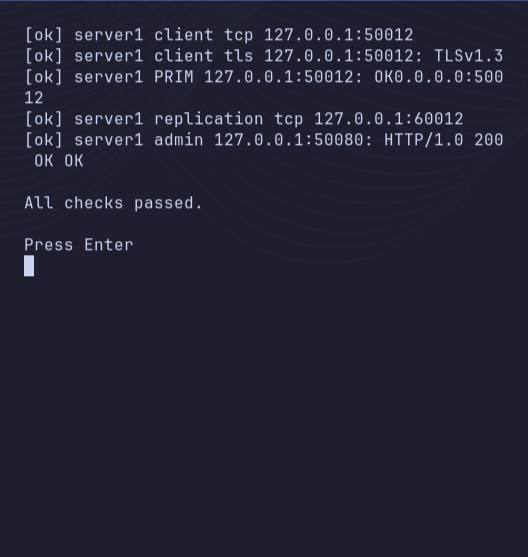 [ok] server1 client tcp 127.0.0.1:50012
[ok] server1 client tls 127.0.0.1:50012: TLSv1.3
[ok] server1 PRIM 127.0.0.1:50012: OK0.0.0.0:500
12
[ok] server1 replication tcp 127.0.0.1:60012
[ok] server1 admin 127.0.0.1:50080: HTTP/1.0 200
 OK OK
All checks passed.
Press Enter